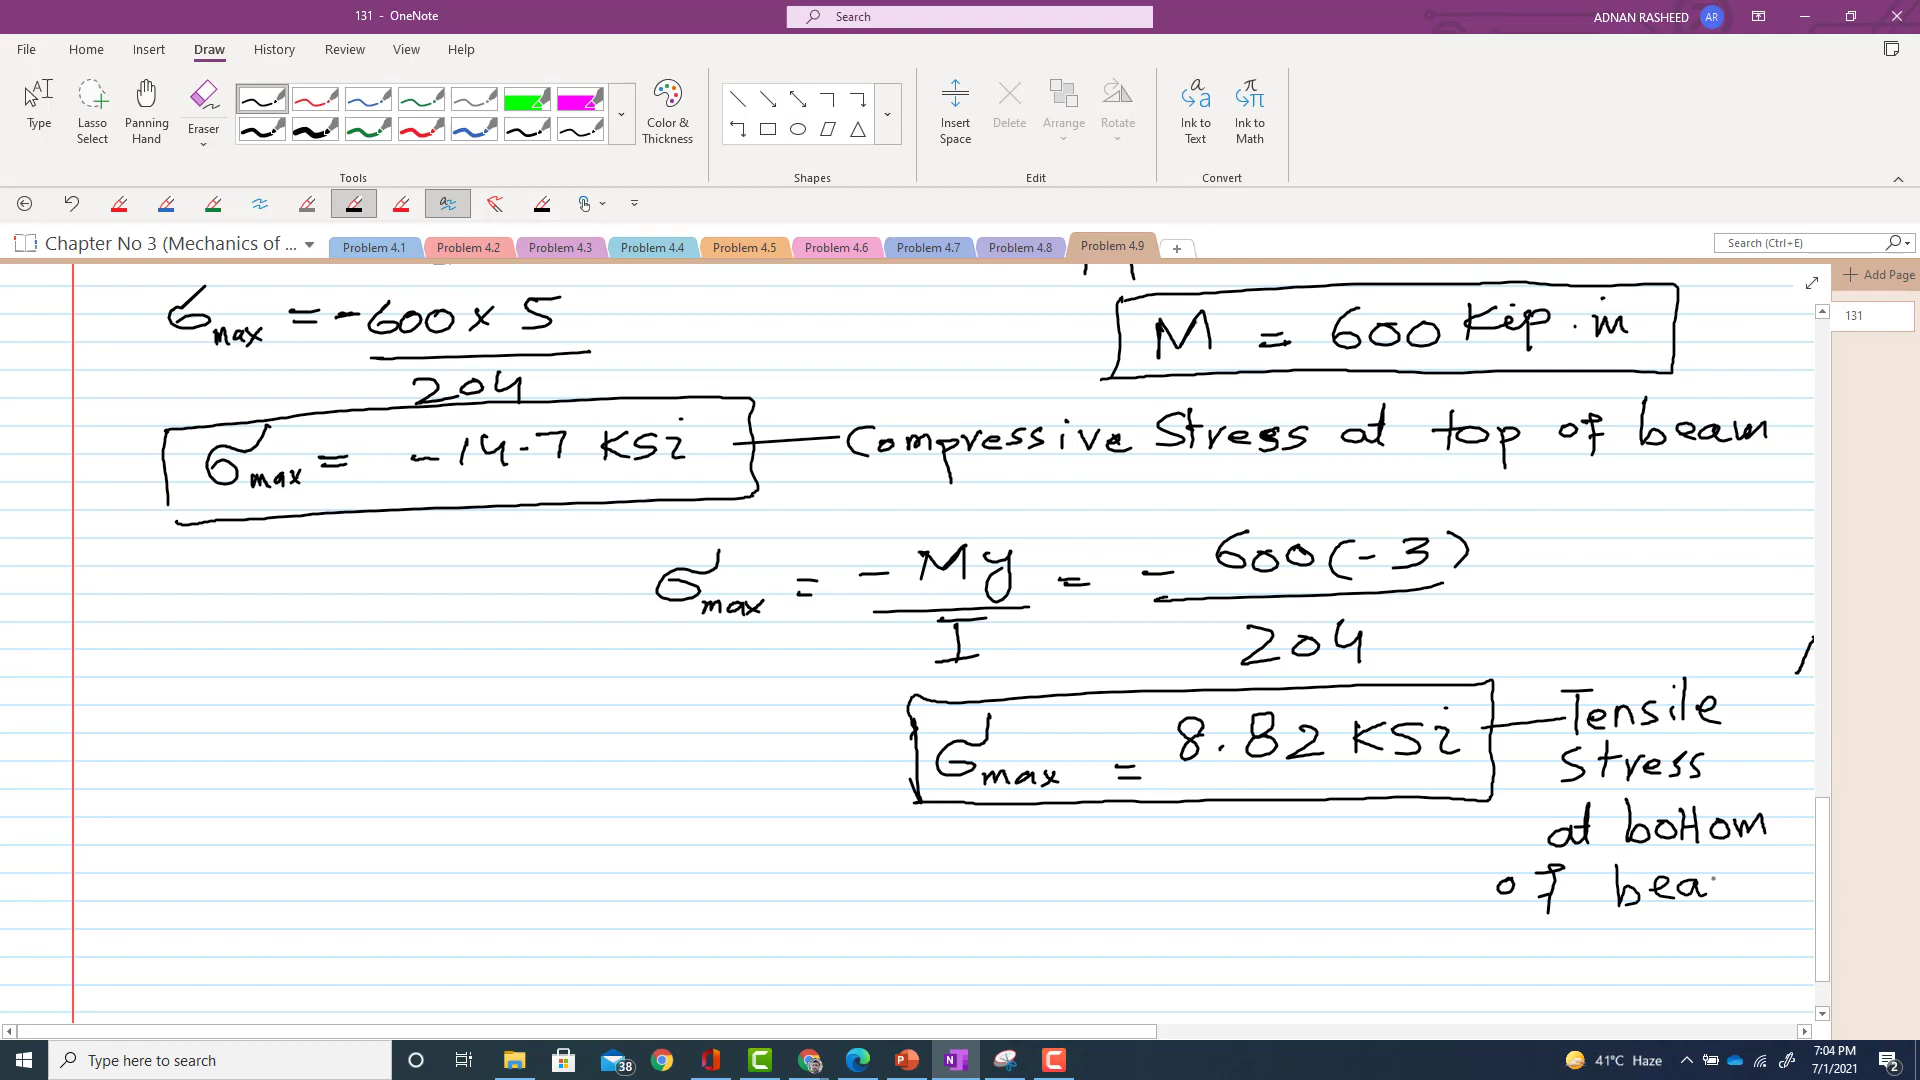 131 - OneNote
Search
ADNAN RASHEED
AR
File Home Insert Draw History Review View Help
Type
Lasso Select
Panning Hand
Eraser
Color & Thickness
Insert Space
Delete
Arrange
Rotate
Ink to Text
Ink to Math
Tools
Shapes
Edit
Convert
Chapter No 3 (Mechanics of ...
Problem 4.1 Problem 4.2 Problem 4.3 Problem 4.4 Problem 4.5 Problem 4.6 Problem 4.7 Problem 4.8 Problem 4.9
Search (Ctrl+E)
Add Page
131
σmax = -600 x 5
204
M = 600 Kip.in
σmax = -14.7 KSi
Compressive Stress at top of beam
σmax = -My = -600(-3)
I 204
σmax = 8.82 KSi
Tensile
Stress
at bottom
of bea
Type here to search
38
41°C Haze
7:04 PM
7/1/2021
2